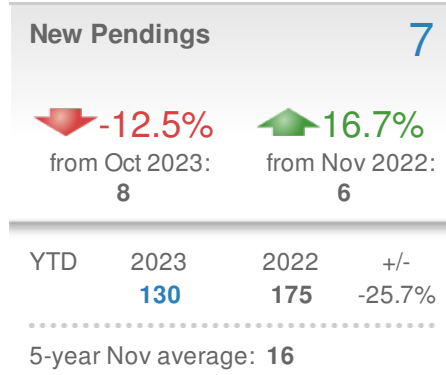 New Pendings 7
-12.5% 16.7%
from Oct 2023: from Nov 2022:
8 6
YTD 2023 2022 +/-
130 175 -25.7%
5-year Nov average: 16